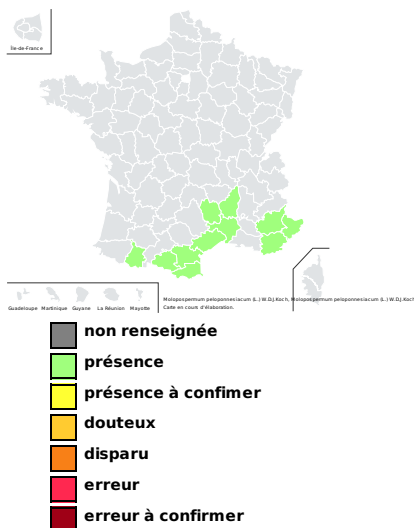 Île-de-France
Guadeloupe Martinique Guyane La Réunion Mayotte
Molopospermum peloponnesiacum (L.) W.D.J.Koch, Molopospermum peloponnesiacum (L.) W.D.J.Koch
Carte en cours d'élaboration.
non renseignée
présence
présence à confimer
douteux
disparu
erreur
erreur à confirmer